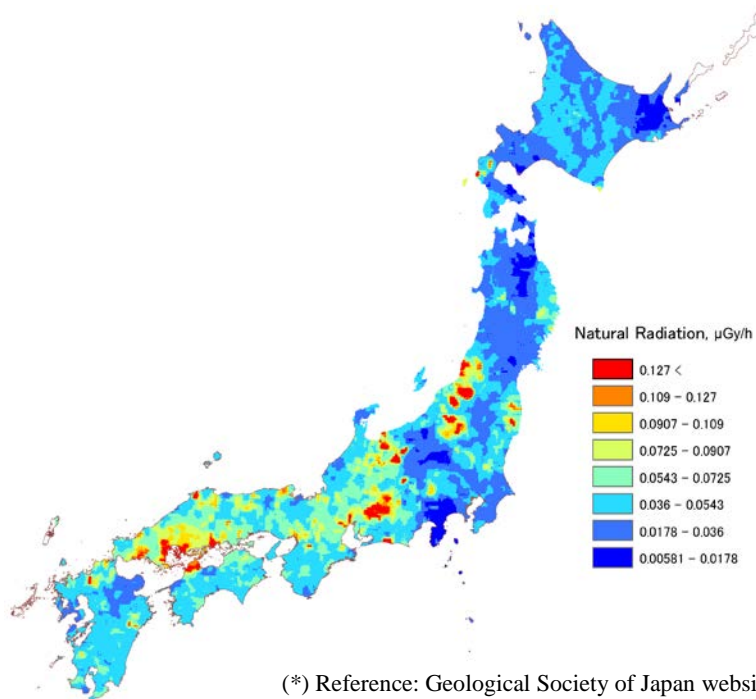 Natural Radiation, μGy/h
0.127 <
0.109 – 0.127
0.0907 – 0.109
0.0725 – 0.0907
0.0543 – 0.0725
0.036 – 0.0543
0.0178 – 0.036
0.00581 – 0.0178
(*) Reference: Geological Society of Japan websi